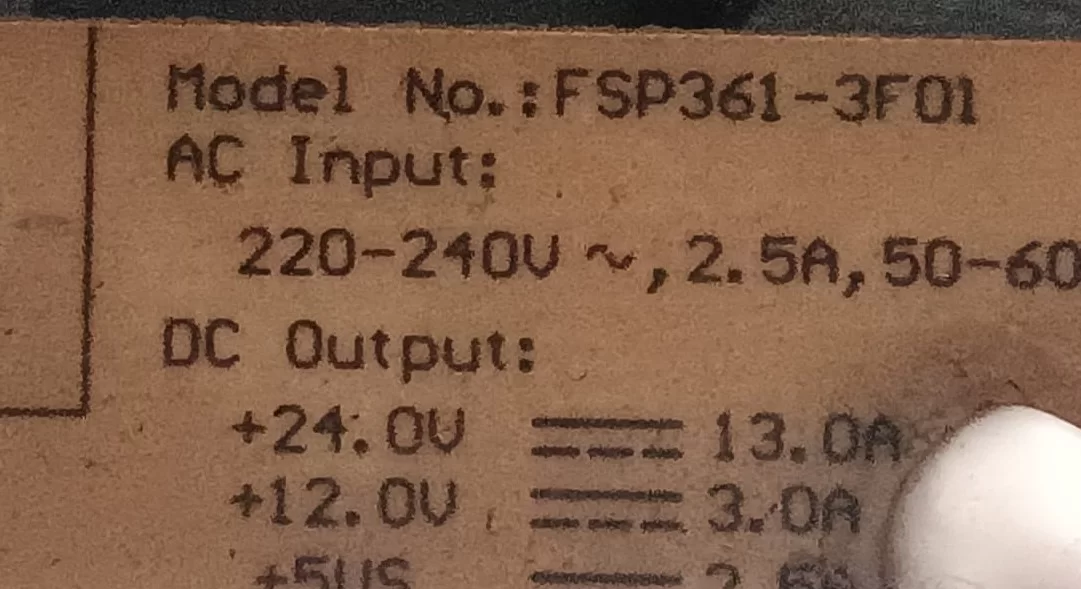 Model No.:FSP361-3F01
AC Input:
220-240V ~,2.5A,50-60
DC Output:
+24.0V 13.0A
+12.0V 3.0A
+5VS